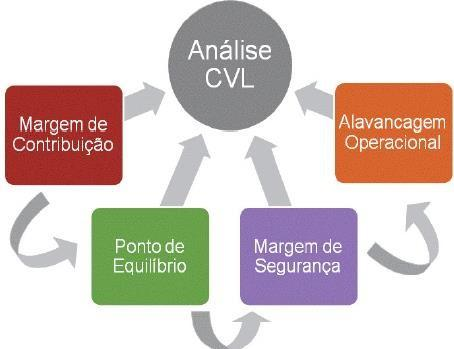 Análise
CVL
Margem de
Contribuição
Alavancagem
Operacional
Ponto de
Equilíbrio
Margem de
Segurança